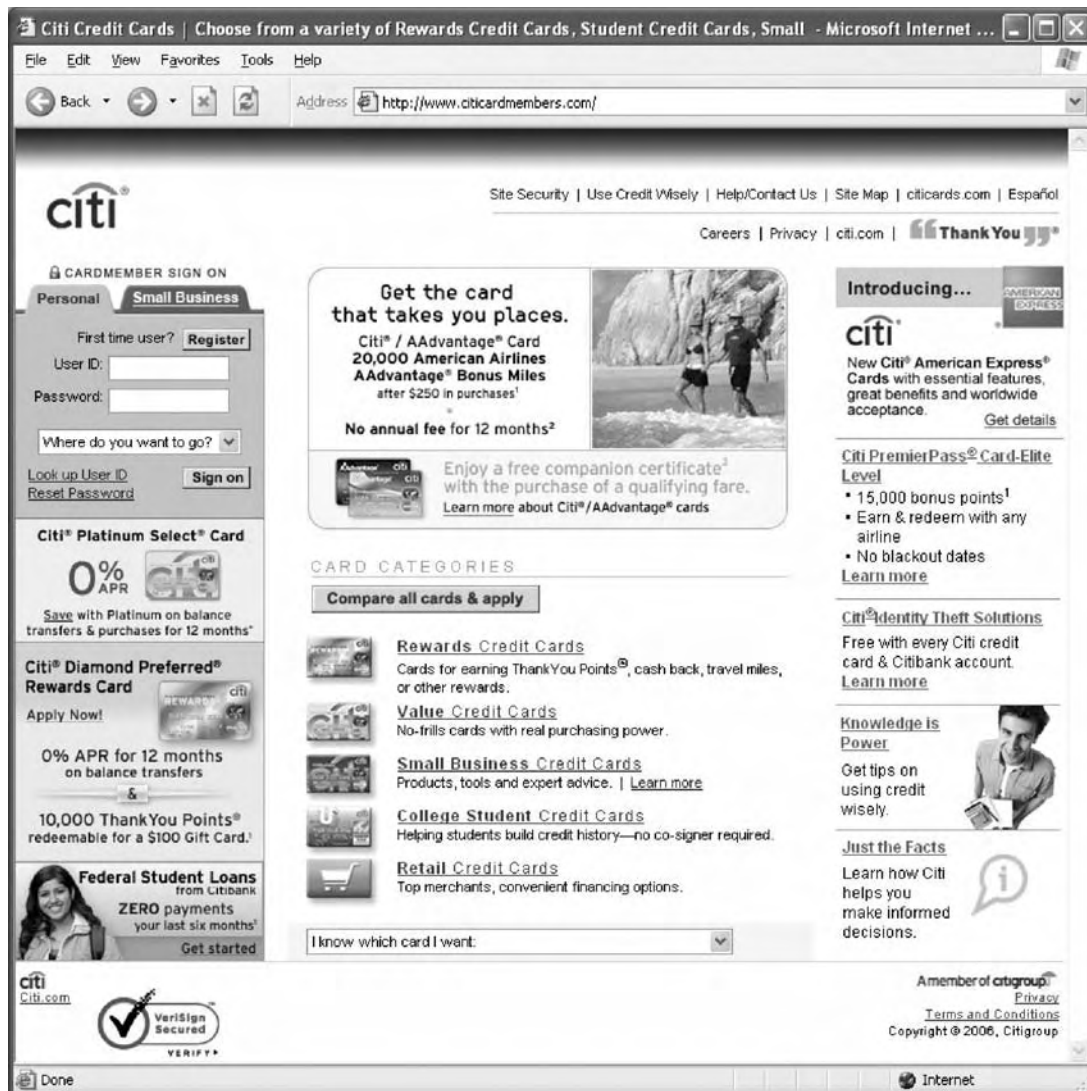 Citi Credit Cards | Choose from a variety of Rewards Credit Cards, Student Credit Cards, Small - Microsoft Internet ...
File Edit View Favorites Tools Help
Back
Address http://www.citicardmembers.com/
citi®
Site Security | Use Credit Wisely | Help/Contact Us | Site Map | citicards.com | Español
Careers | Privacy | citi.com | ThankYou®
CARDMEMBER SIGN ON
Personal Small Business
First time user? Register
User ID:
Password:
Where do you want to go?
Look up User ID
Reset Password
Sign on
Citi® Platinum Select® Card
0% APR
citi
Save with Platinum on balance
transfers & purchases for 12 months*
Citi® Diamond Preferred®
Rewards Card
REWARDS citi
Apply Now!
0% APR for 12 months
on balance transfers
&
10,000 ThankYou Points®
redeemable for a $100 Gift Card.¹
Federal Student Loans
from Citibank
ZERO payments
your last six months²
Get started
Get the card
that takes you places.
Citi® / AAdvantage® Card
20,000 American Airlines
AAdvantage® Bonus Miles
after $250 in purchases¹
No annual fee for 12 months²
Enjoy a free companion certificate³
with the purchase of a qualifying fare.
Learn more about Citi®/AAdvantage® cards
CARD CATEGORIES
Compare all cards & apply
Rewards Credit Cards
Cards for earning ThankYou Points®, cash back, travel miles,
or other rewards.
Value Credit Cards
No-frills cards with real purchasing power.
Small Business Credit Cards
Products, tools and expert advice. | Learn more
College Student Credit Cards
Helping students build credit history—no co-signer required.
Retail Credit Cards
Top merchants, convenient financing options.
I know which card I want:
Introducing...
AMERICAN
EXPRESS
citi®
New Citi® American Express®
Cards with essential features,
great benefits and worldwide
acceptance.
Get details
Citi PremierPass® Card-Elite
Level
• 15,000 bonus points¹
• Earn & redeem with any
airline
• No blackout dates
Learn more
Citi® Identity Theft Solutions
Free with every Citi credit
card & Citibank account.
Learn more
Knowledge is
Power
Get tips on
using credit
wisely.
Just the Facts
Learn how Citi
helps you
make informed
decisions.
citi
Citi.com
VeriSign
Secured
VERIFY
A member of citigroup
Privacy
Terms and Conditions
Copyright © 2006, Citigroup
Done
Internet